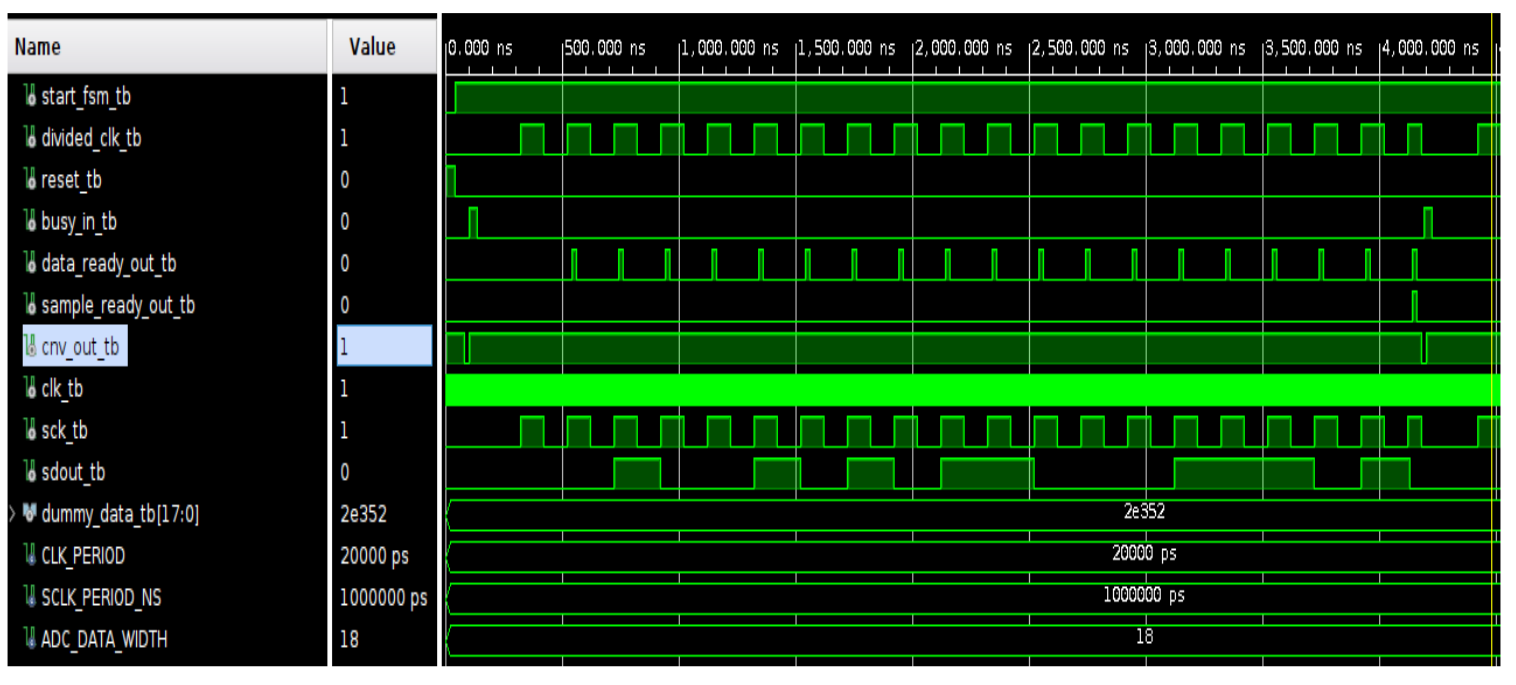 Name Value 0.000 ns 500.000 ns 1,000.000 ns 1,500.000 ns 2,000.000 ns 2,500.000 ns 3,000.000 ns 3,500.000 ns 4,000.000 ns
start_fsm_tb 1
divided_clk_tb 1
reset_tb 0
busy_in_tb 0
data_ready_out_tb 0
sample_ready_out_tb 0
cnv_out_tb 1
clk_tb 1
sck_tb 1
sdout_tb 0
dummy_data_tb[17:0] 2e352 2e352
CLK_PERIOD 20000 ps 20000 ps
SCLK_PERIOD_NS 1000000 ps 1000000 ps
ADC_DATA_WIDTH 18 18